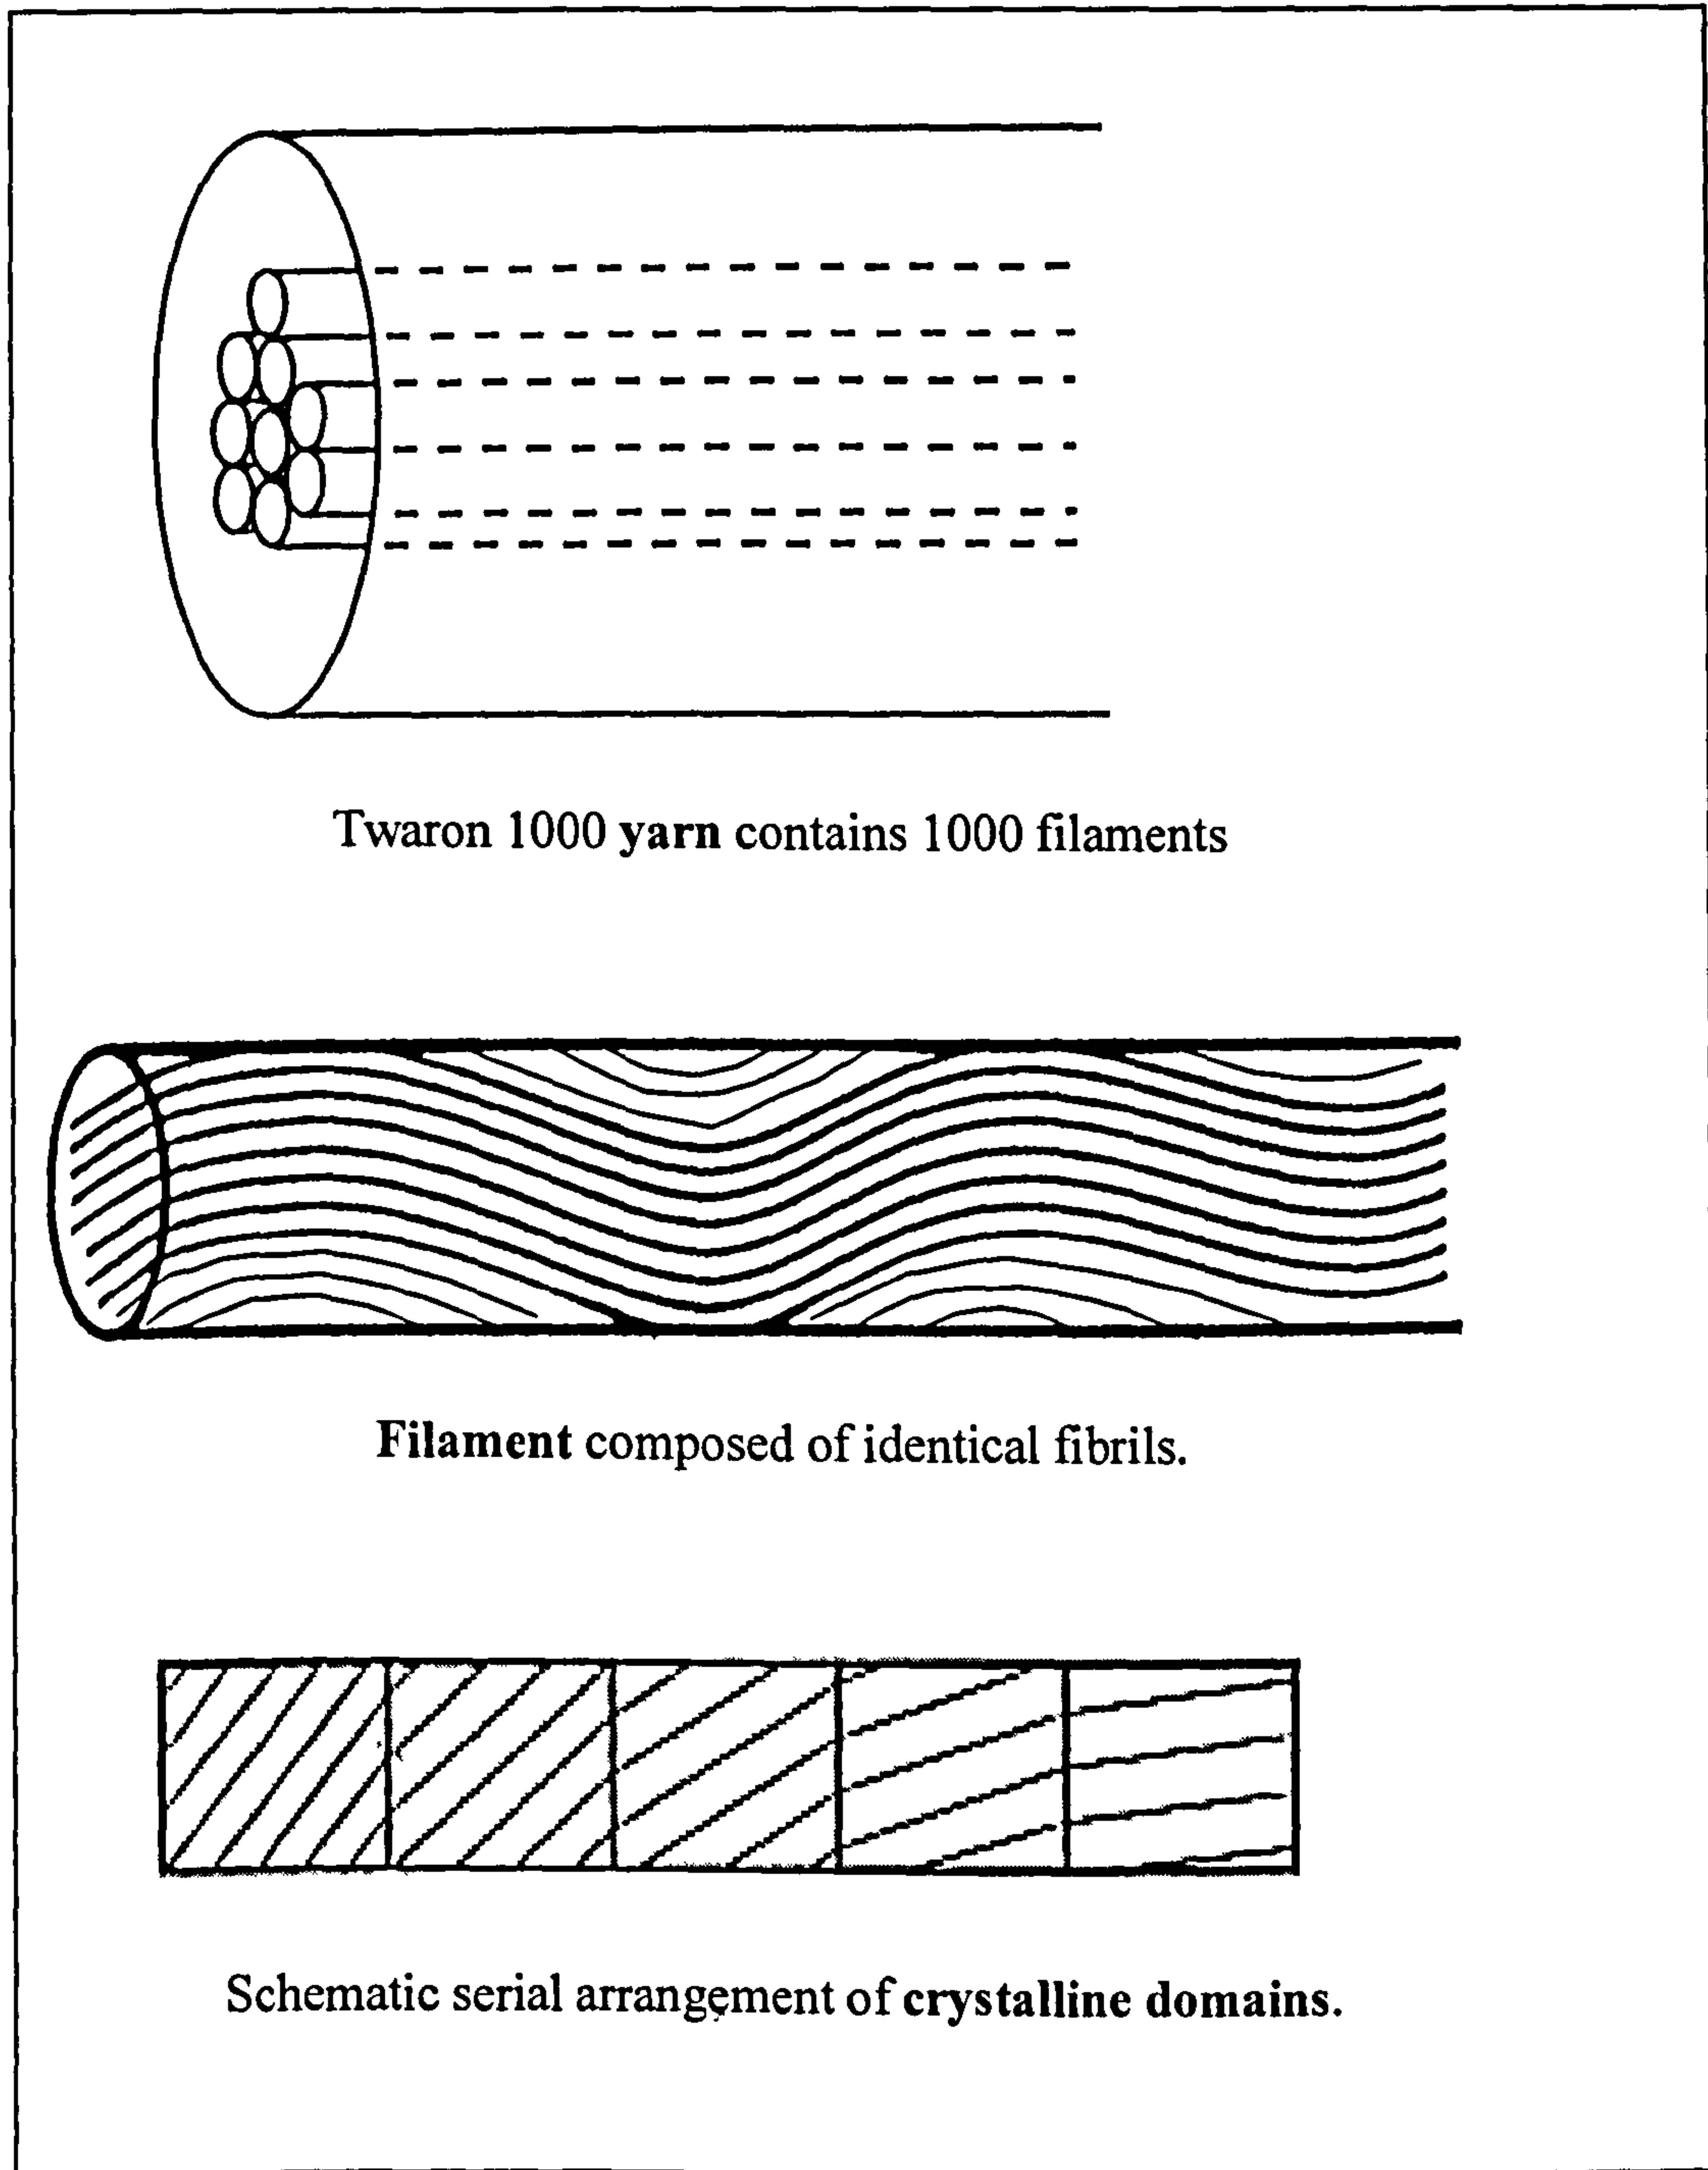 Twaron 1000 yarn contains 1000 filaments
Filament composed of identical fibrils.
Schematic serial arrangement of crystalline domains.